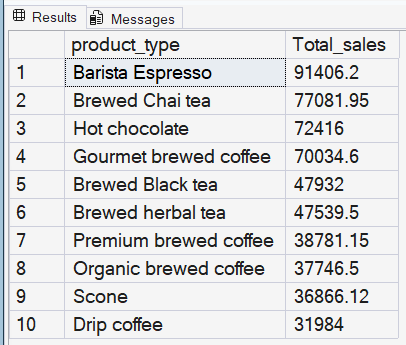 Results Messages
product_type Total_sales
1 Barista Espresso 91406.2
2 Brewed Chai tea 77081.95
3 Hot chocolate 72416
4 Gourmet brewed coffee 70034.6
5 Brewed Black tea 47932
6 Brewed herbal tea 47539.5
7 Premium brewed coffee 38781.15
8 Organic brewed coffee 37746.5
9 Scone 36866.12
10 Drip coffee 31984